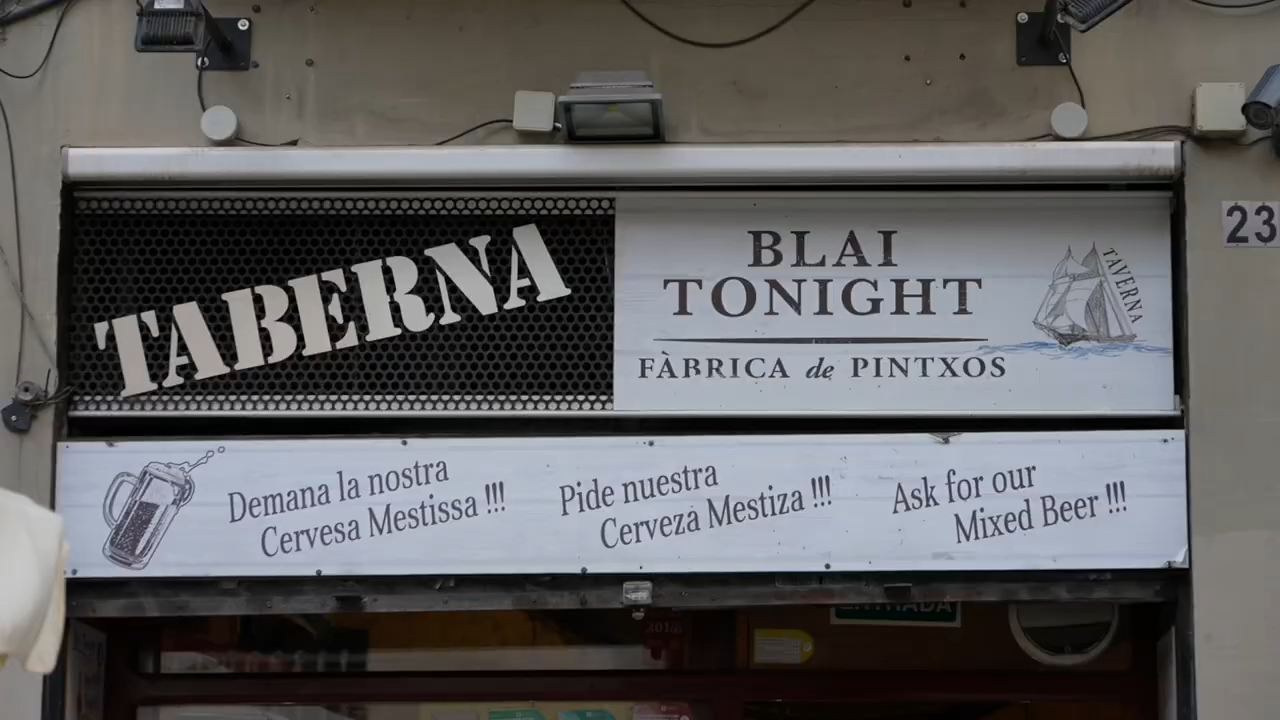 TABERNA
BLAI
TONIGHT
FÀBRICA de PINTXOS
TAVERNA
23
Demana la nostra
Cervesa Mestissa !!!
Pide nuestra
Cerveza Mestiza !!!
Ask for our
Mixed Beer !!!
ENTRADA
2016